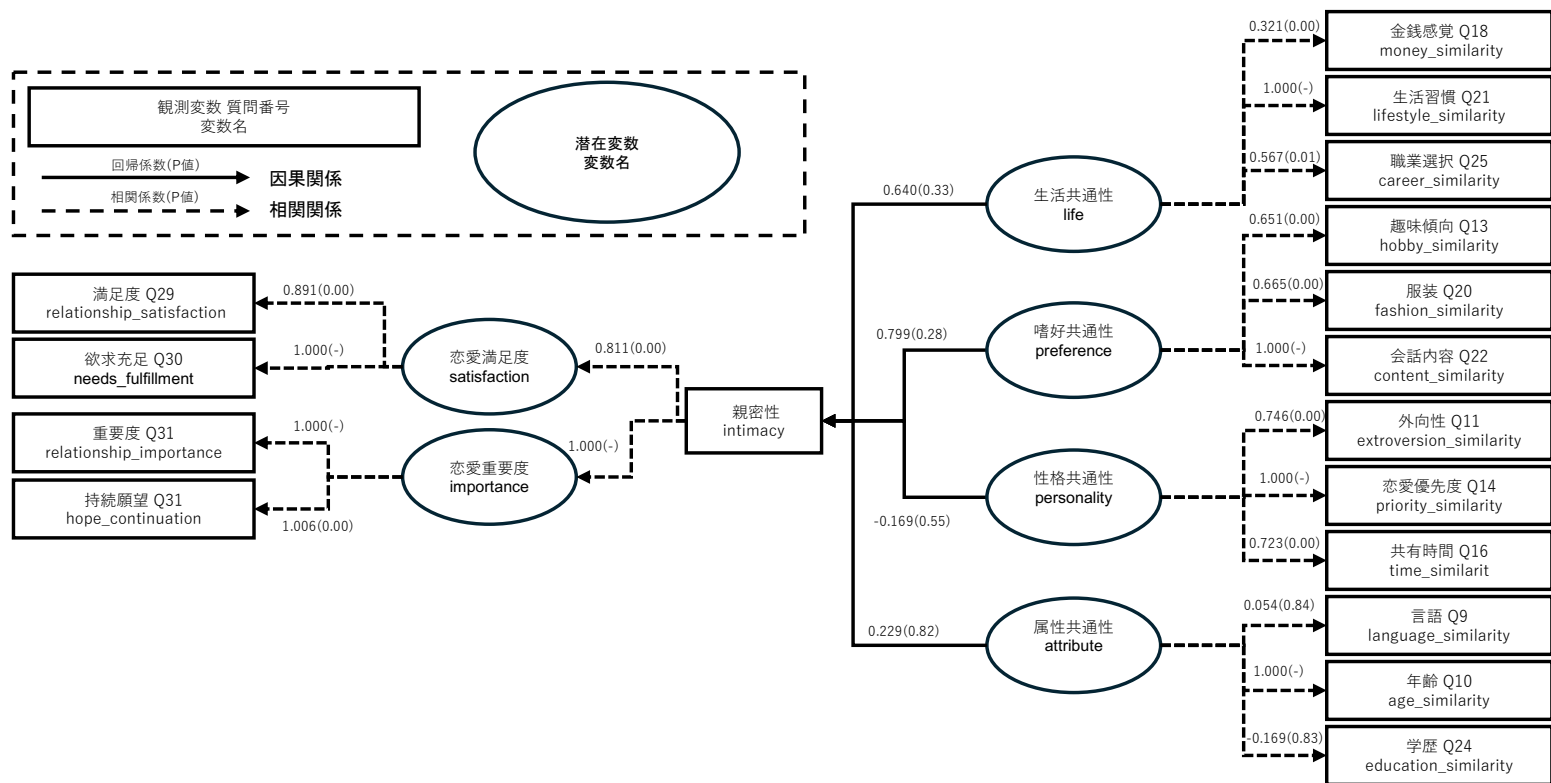 観測変数 質問番号
変数名
潜在変数
変数名
回帰係数(P値)
因果関係
相関係数(P値)
相関関係
満足度 Q29
relationship_satisfaction
欲求充足 Q30
needs_fulfillment
重要度 Q31
relationship_importance
持続願望 Q31
hope_continuation
0.891(0.00)
1.000(-)
1.000(-)
1.006(0.00)
恋愛満足度
satisfaction
恋愛重要度
importance
0.811(0.00)
1.000(-)
親密性
intimacy
0.640(0.33)
0.799(0.28)
-0.169(0.55)
0.229(0.82)
生活共通性
life
嗜好共通性
preference
性格共通性
personality
属性共通性
attribute
0.321(0.00)
金銭感覚 Q18
money_similarity
1.000(-)
生活習慣 Q21
lifestyle_similarity
0.567(0.01)
職業選択 Q25
career_similarity
0.651(0.00)
趣味傾向 Q13
hobby_similarity
0.665(0.00)
服装 Q20
fashion_similarity
1.000(-)
会話内容 Q22
content_similarity
0.746(0.00)
外向性 Q11
extroversion_similarity
1.000(-)
恋愛優先度 Q14
priority_similarity
0.723(0.00)
共有時間 Q16
time_similarit
0.054(0.84)
言語 Q9
language_similarity
1.000(-)
年齢 Q10
age_similarity
-0.169(0.83)
学歴 Q24
education_similarity